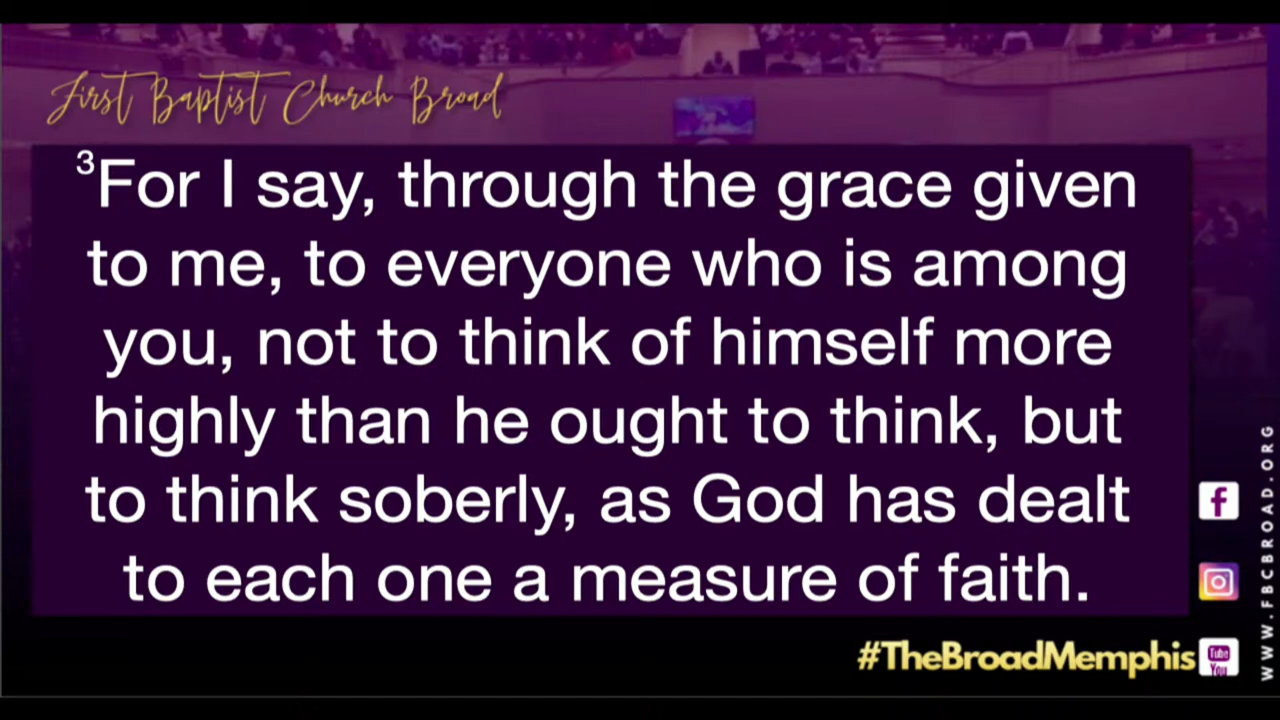 First Baptist Church Broad
³For I say, through the grace given
to me, to everyone who is among
you, not to think of himself more
highly than he ought to think, but
to think soberly, as God has dealt
to each one a measure of faith.
#TheBroadMemphis
Tube
You
WWW.FBCBROAD.ORG